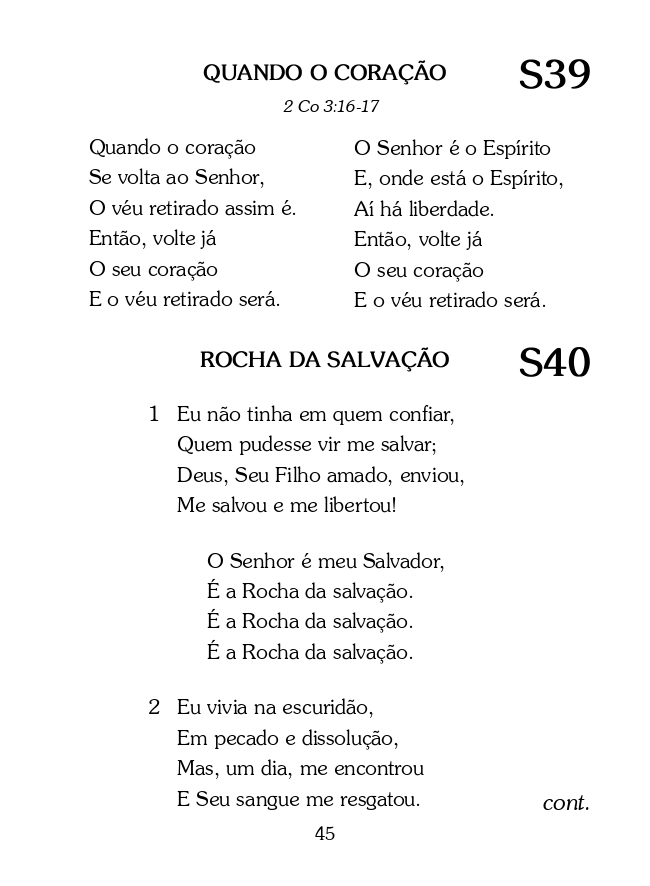 QUANDO O CORAÇÃO S39
2 Co 3:16-17
Quando o coração
Se volta ao Senhor,
O véu retirado assim é.
Então, volte já
O seu coração
E o véu retirado será.
O Senhor é o Espírito
E, onde está o Espírito,
Aí há liberdade.
Então, volte já
O seu coração
E o véu retirado será.
ROCHA DA SALVAÇÃO S40
1 Eu não tinha em quem confiar,
Quem pudesse vir me salvar;
Deus, Seu Filho amado, enviou,
Me salvou e me libertou!
O Senhor é meu Salvador,
É a Rocha da salvação.
É a Rocha da salvação.
É a Rocha da salvação.
2 Eu vivia na escuridão,
Em pecado e dissolução,
Mas, um dia, me encontrou
E Seu sangue me resgatou.
cont.
45